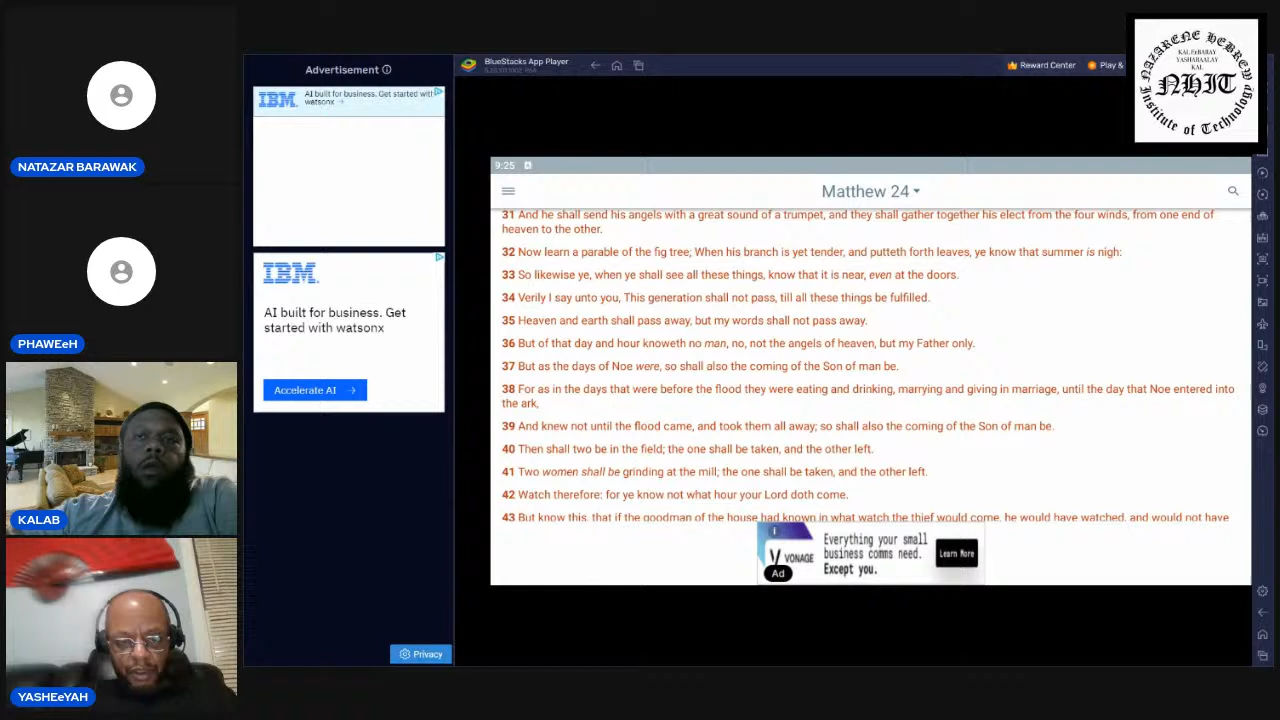 NATAZAR BARAWAK
PHAWEeH
KALAB
YASHEeYAH
Advertisement
IBM.
AI built for business. Get started with
watsonx →
IBM.
AI built for business. Get
started with watsonx
Accelerate AI →
Privacy
BlueStacks App Player
Reward Center
Play &
NAZARENE HEBREW
KAL EeBARAY
YASHARAALAY
KAL
NHIT
Institute of Technology
9:25
Matthew 24
31 And he shall send his angels with a great sound of a trumpet, and they shall gather together his elect from the four winds, from one end of
heaven to the other.
32 Now learn a parable of the fig tree; When his branch is yet tender, and putteth forth leaves, ye know that summer is nigh:
33 So likewise ye, when ye shall see all these things, know that it is near, even at the doors.
34 Verily I say unto you, This generation shall not pass, till all these things be fulfilled.
35 Heaven and earth shall pass away, but my words shall not pass away.
36 But of that day and hour knoweth no man, no, not the angels of heaven, but my Father only.
37 But as the days of Noe were, so shall also the coming of the Son of man be.
38 For as in the days that were before the flood they were eating and drinking, marrying and giving in marriage, until the day that Noe entered into
the ark,
39 And knew not until the flood came, and took them all away; so shall also the coming of the Son of man be.
40 Then shall two be in the field; the one shall be taken, and the other left.
41 Two women shall be grinding at the mill; the one shall be taken, and the other left.
42 Watch therefore: for ye know not what hour your Lord doth come.
43 But know this, that if the goodman of the house had known in what watch the thief would come, he would have watched, and would not have
VONAGE
Ad
Everything your small
business comms need.
Except you.
Learn More